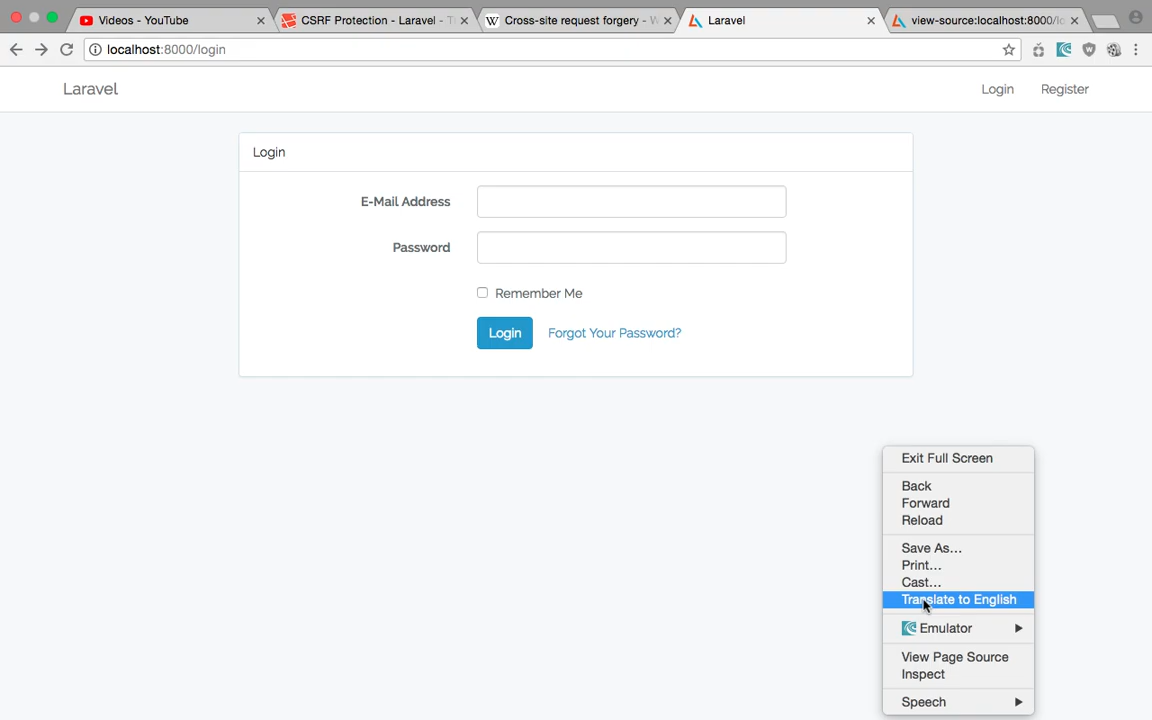 Videos - YouTube
CSRF Protection - Laravel - T
Cross-site request forgery - W
Laravel
view-source:localhost:8000/lo
localhost:8000/login
Laravel
Login
Register
Login
E-Mail Address
Password
Remember Me
Login
Forgot Your Password?
Exit Full Screen
Back
Forward
Reload
Save As...
Print...
Cast...
Translate to English
Emulator
View Page Source
Inspect
Speech